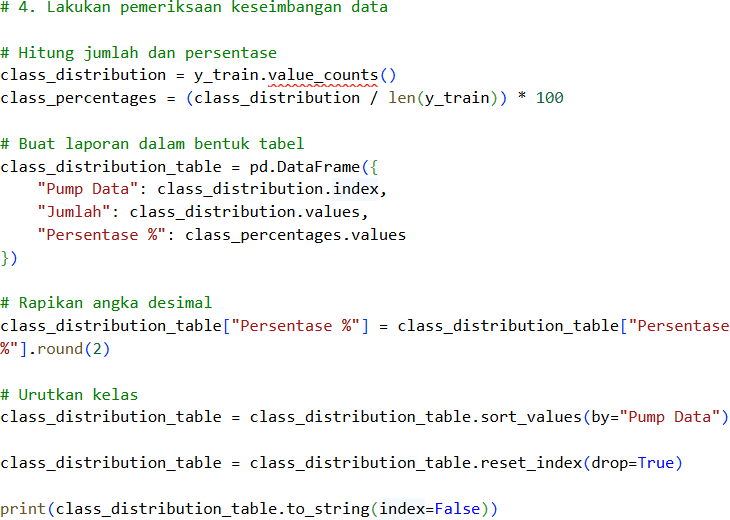 # 4. Lakukan pemeriksaan keseimbangan data
# Hitung jumlah dan persentase
class_distribution = y_train.value_counts()
class_percentages = (class_distribution / len(y_train)) * 100
# Buat laporan dalam bentuk tabel
class_distribution_table = pd.DataFrame({
    "Pump Data": class_distribution.index,
    "Jumlah": class_distribution.values,
    "Persentase %": class_percentages.values
})
# Rapikan angka desimal
class_distribution_table["Persentase %"] = class_distribution_table["Persentase
%"].round(2)
# Urutkan kelas
class_distribution_table = class_distribution_table.sort_values(by="Pump Data")
class_distribution_table = class_distribution_table.reset_index(drop=True)
print(class_distribution_table.to_string(index=False))